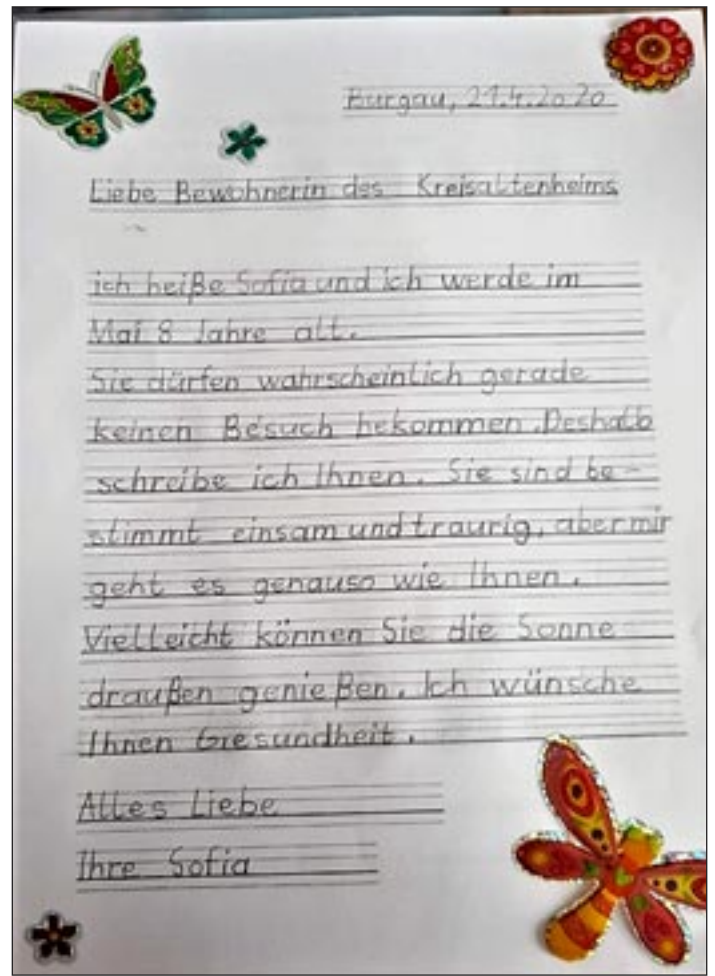 Burgau, 21.4.2020
Liebe Bewohnerin des Kreisaltenheims
ich heiße Sofia und ich werde im
Mai 8 Jahre alt.
Sie dürfen wahrscheinlich gerade
keinen Besuch bekommen. Deshalb
schreibe ich Ihnen. Sie sind be-
stimmt einsam und traurig, aber mir
geht es genauso wie Ihnen.
Vielleicht können Sie die Sonne
draußen genießen. Ich wünsche
Ihnen Gesundheit.
Alles Liebe
Ihre Sofia